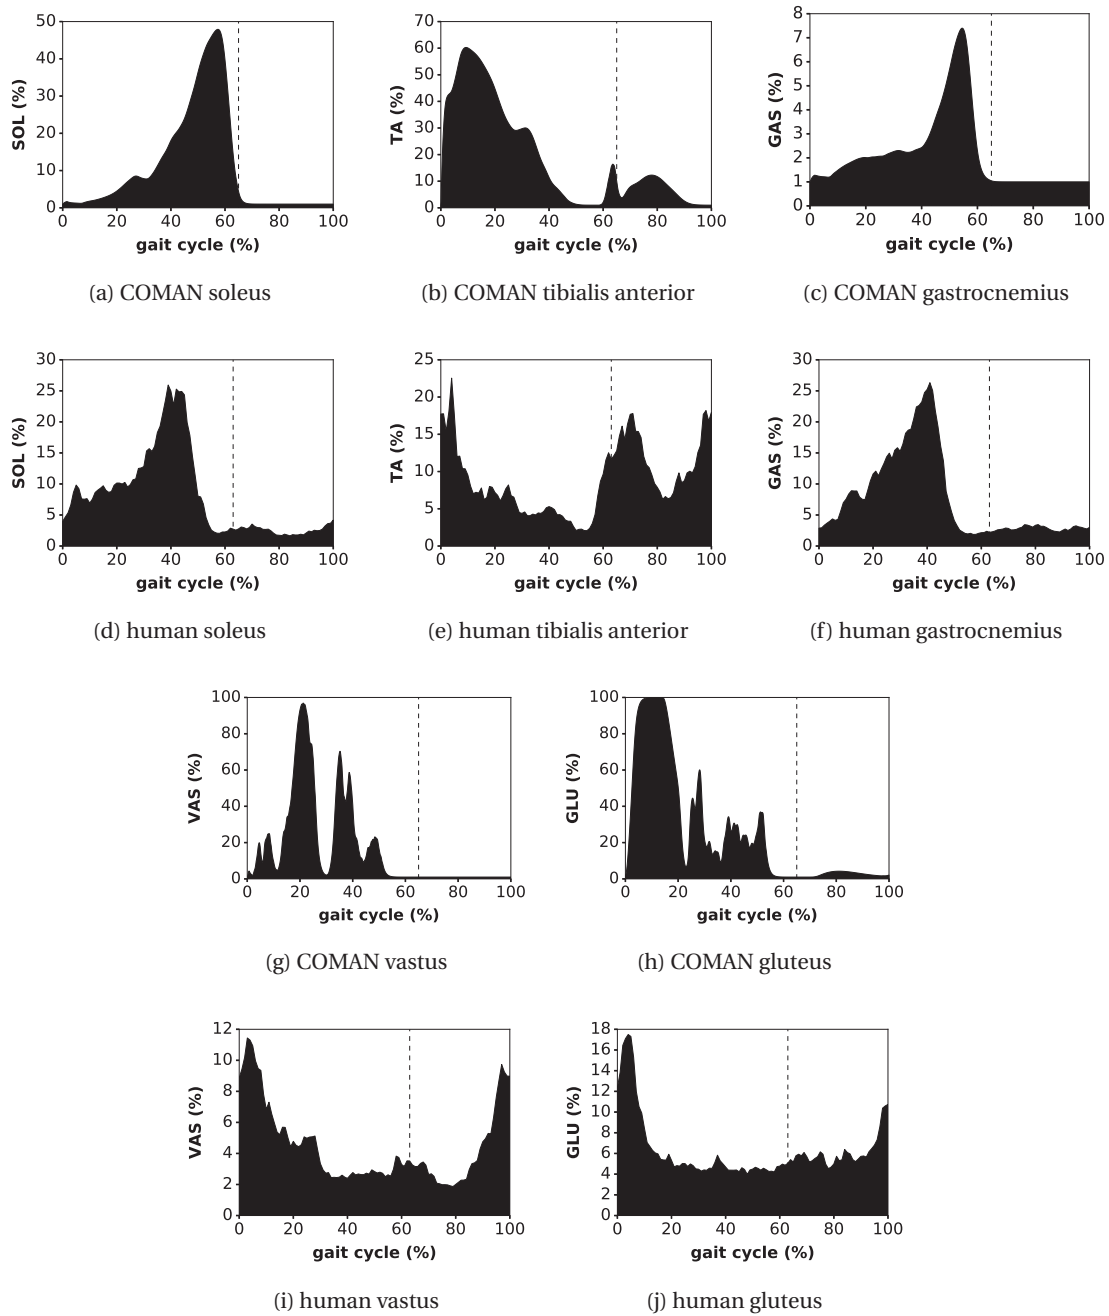 50
40
30
20
10
0
SOL (%)
0 20 40 60 80 100
gait cycle (%)
(a) COMAN soleus
70
60
50
40
30
20
10
0
TA (%)
0 20 40 60 80 100
gait cycle (%)
(b) COMAN tibialis anterior
8
7
6
5
4
3
2
1
0
GAS (%)
0 20 40 60 80 100
gait cycle (%)
(c) COMAN gastrocnemius
30
25
20
15
10
5
0
SOL (%)
0 20 40 60 80 100
gait cycle (%)
(d) human soleus
25
20
15
10
5
0
TA (%)
0 20 40 60 80 100
gait cycle (%)
(e) human tibialis anterior
30
25
20
15
10
5
0
GAS (%)
0 20 40 60 80 100
gait cycle (%)
(f) human gastrocnemius
100
80
60
40
20
0
VAS (%)
0 20 40 60 80 100
gait cycle (%)
(g) COMAN vastus
100
80
60
40
20
0
GLU (%)
0 20 40 60 80 100
gait cycle (%)
(h) COMAN gluteus
12
10
8
6
4
2
0
VAS (%)
0 20 40 60 80 100
gait cycle (%)
(i) human vastus
18
16
14
12
10
8
6
4
2
0
GLU (%)
0 20 40 60 80 100
gait cycle (%)
(j) human gluteus